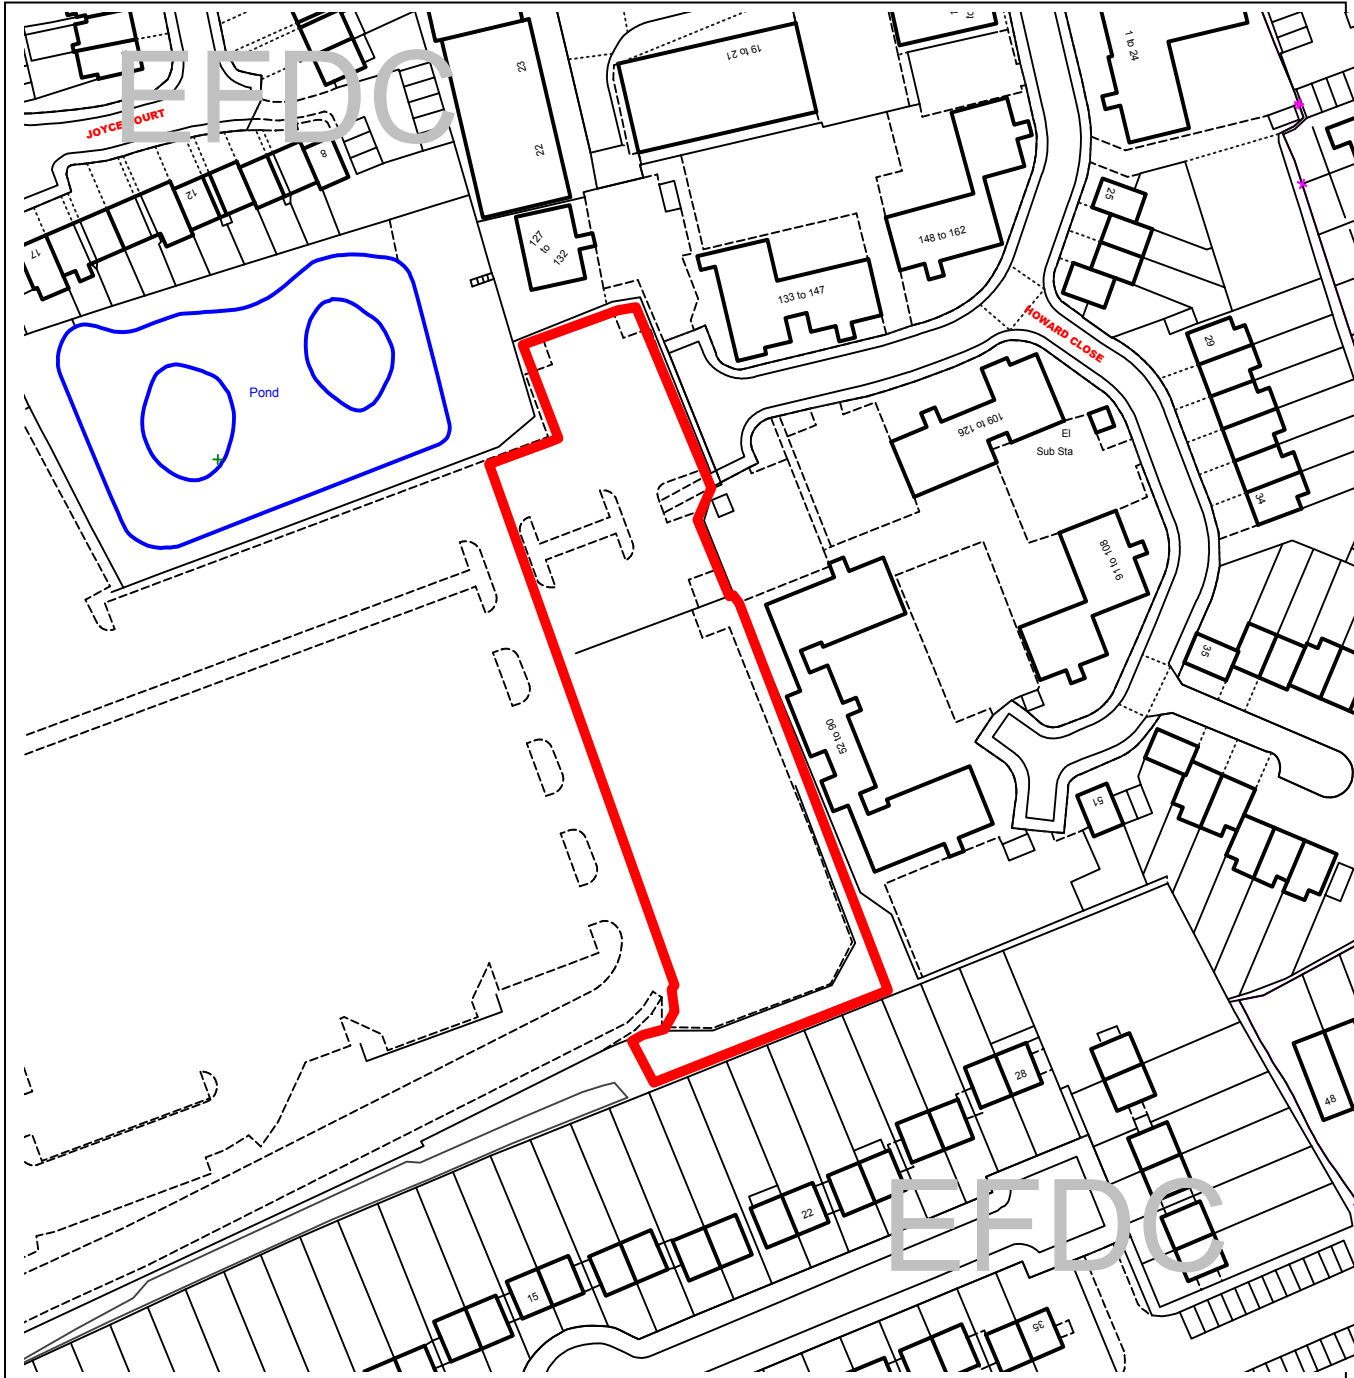 EFDC
JOYCE COURT
23
22
19 to 21
to
1 to 24
8
12
17
127
to
132
133 to 147
148 to 162
25
HOWARD CLOSE
29
34
Pond
109 to 126
El
Sub Sta
91 to 108
35
52 to 90
51
28
48
22
15
35
EFDC